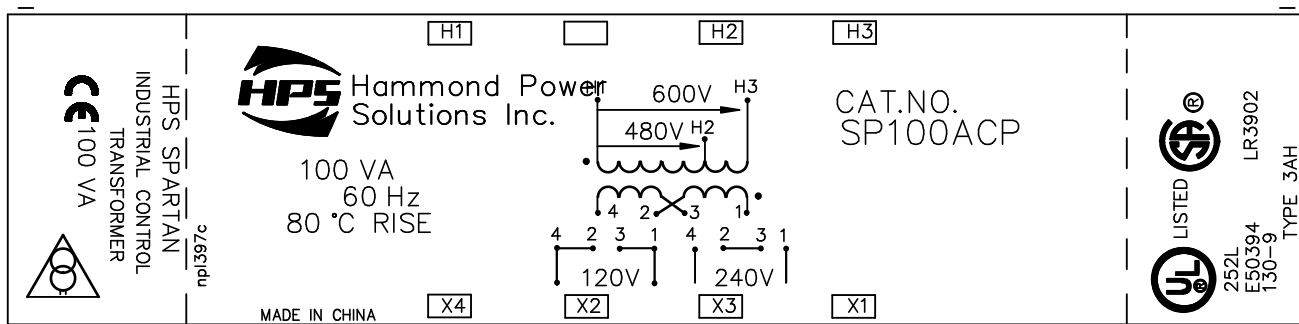 HPS SPARTAN
INDUSTRIAL CONTROL
TRANSFORMER
CE 100 VA
npl397c
H1 H2 H3
HPS
Hammond Power
Solutions Inc.
100 VA
60 Hz
80 °C RISE
MADE IN CHINA
H1 600V H3
480V H2
4 2 3 1
4 2 3 1 4 2 3 1
120V 240V
CAT.NO.
SP100ACP
X4 X2 X3 X1
SA ®
LR3902
UL ® LISTED
252L
E50394
130-9
TYPE 3AH